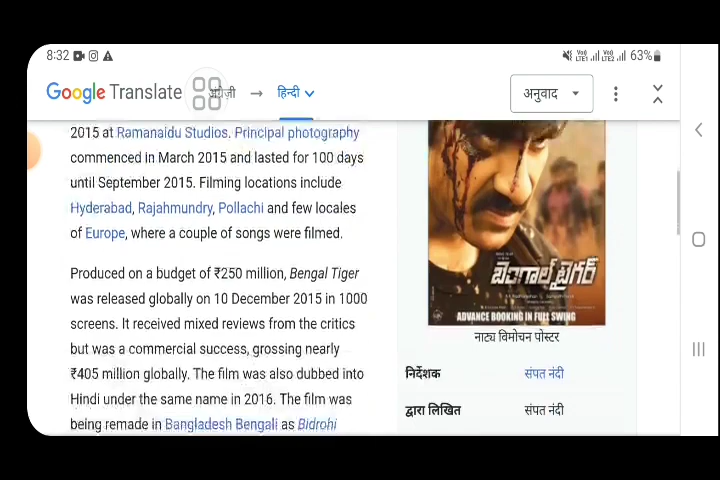 8:32
Vo)) LTE1 Vo)) LTE2 63%
Google Translate अंग्रेज़ी → हिन्दी अनुवाद
2015 at Ramanaidu Studios. Principal photography
commenced in March 2015 and lasted for 100 days
until September 2015. Filming locations include
Hyderabad, Rajahmundry, Pollachi and few locales
of Europe, where a couple of songs were filmed.
Produced on a budget of ₹250 million, Bengal Tiger
was released globally on 10 December 2015 in 1000
screens. It received mixed reviews from the critics
but was a commercial success, grossing nearly
₹405 million globally. The film was also dubbed into
Hindi under the same name in 2016. The film was
being remade in Bangladesh Bengali as Bidrohi
బెంగాల్ టైగర్
ADVANCE BOOKING IN FULL SWING
नाट्य विमोचन पोस्टर
निर्देशक संपत नंदी
द्वारा लिखित संपत नंदी